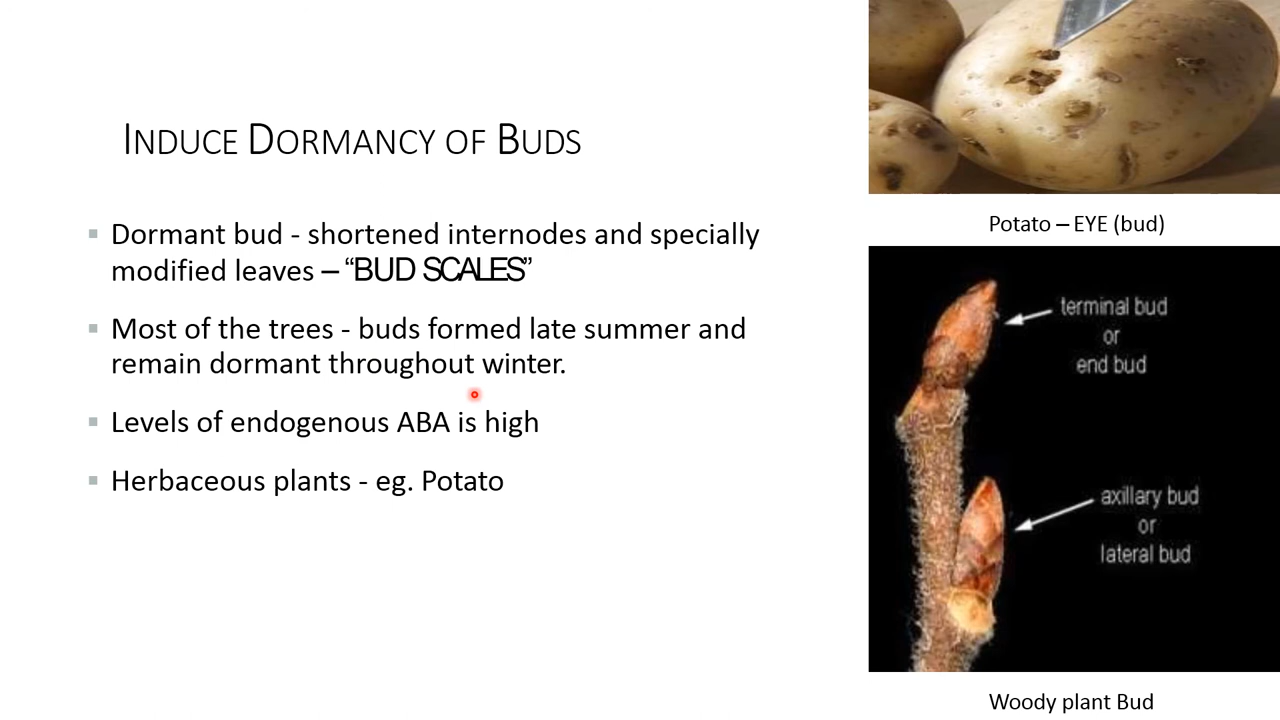 INDUCE DORMANCY OF BUDS
▪ Dormant bud - shortened internodes and specially
modified leaves – “BUD SCALES”
▪ Most of the trees - buds formed late summer and
remain dormant throughout winter.
▪ Levels of endogenous ABA is high
▪ Herbaceous plants - eg. Potato
Potato – EYE (bud)
terminal bud
or
end bud
axillary bud
or
lateral bud
Woody plant Bud